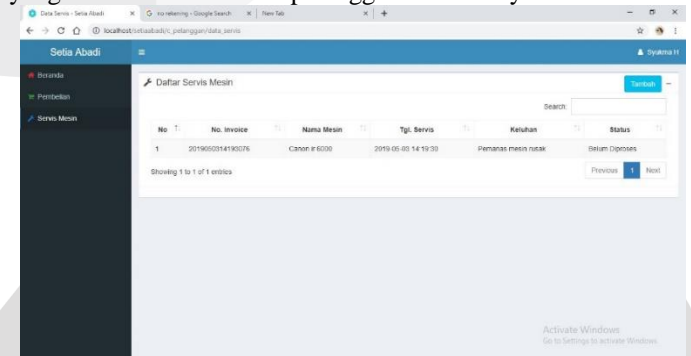 Data Servis - Setia Abadi
no rekening - Google Search
New Tab
localhost/setiaabadi/c_pelanggan/data_servis
Setia Abadi
Syukma H
Beranda
Pembelian
Servis Mesin
Daftar Servis Mesin
Tambah
Search:
No No. Invoice Nama Mesin Tgl. Servis Keluhan Status
1 2019050314193076 Canon ir 6000 2019-05-03 14:19:30 Pemanas mesin rusak Belum Diproses
Showing 1 to 1 of 1 entries
Previous 1 Next
Activate Windows
Go to Settings to activate Windows.